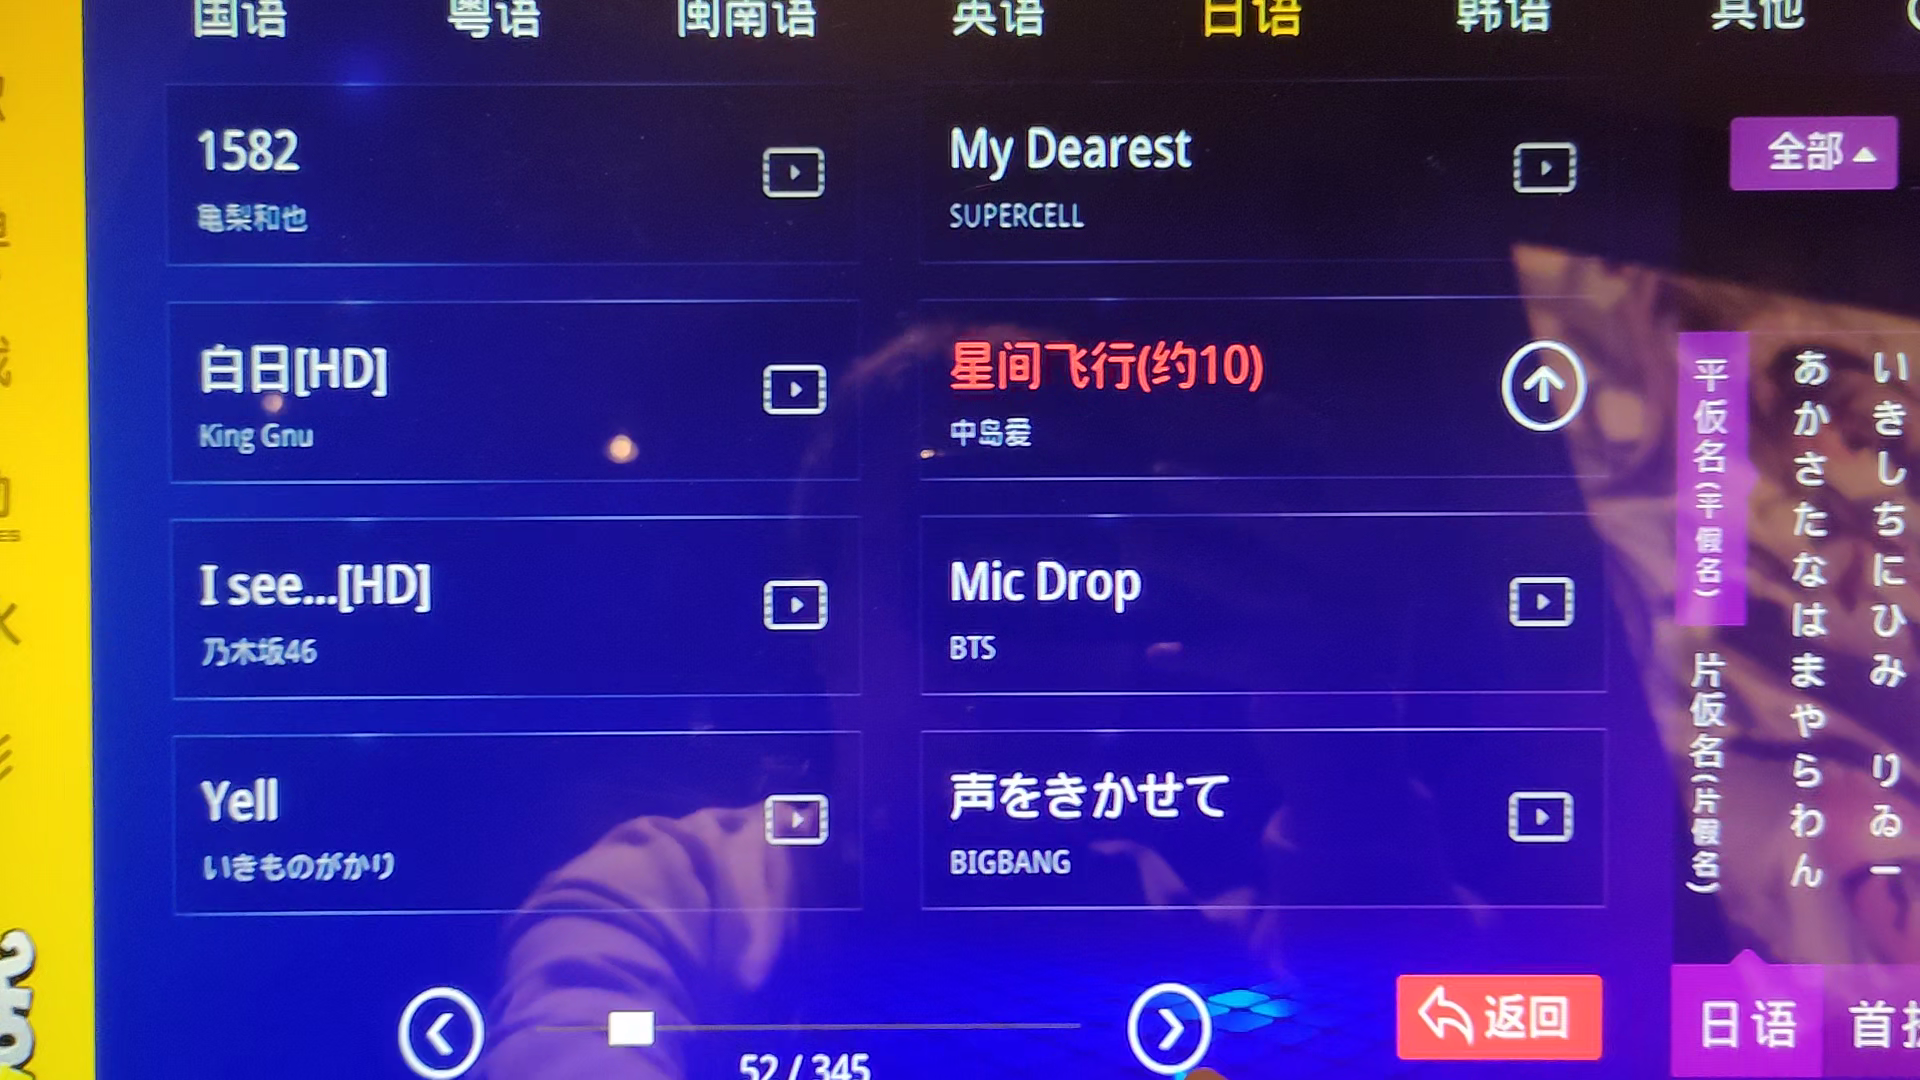 国语 粤语 闽南语 英语 日语 韩语 其他
1582
亀梨和也
My Dearest
SUPERCELL
全部
白日[HD]
King Gnu
星间飞行(约10)
中岛爱
I see...[HD]
乃木坂46
Mic Drop
BTS
Yell
いきものがかり
声をきかせて
BIGBANG
平仮名(平假名)
片仮名(片假名)
あかさたなはまやらわん
いきしちにひみ りゐー
52 / 345
返回
日语
首